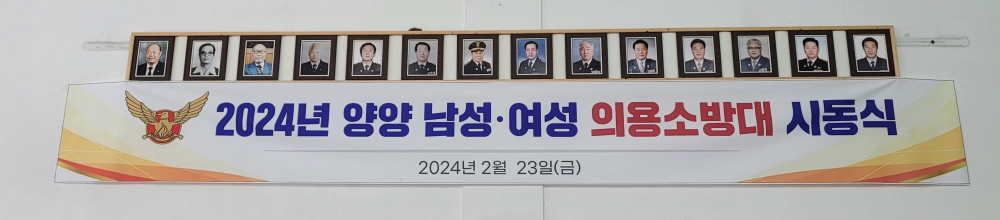 2024년 양양 남성·여성 의용소방대 시동식
2024년 2월 23일(금)